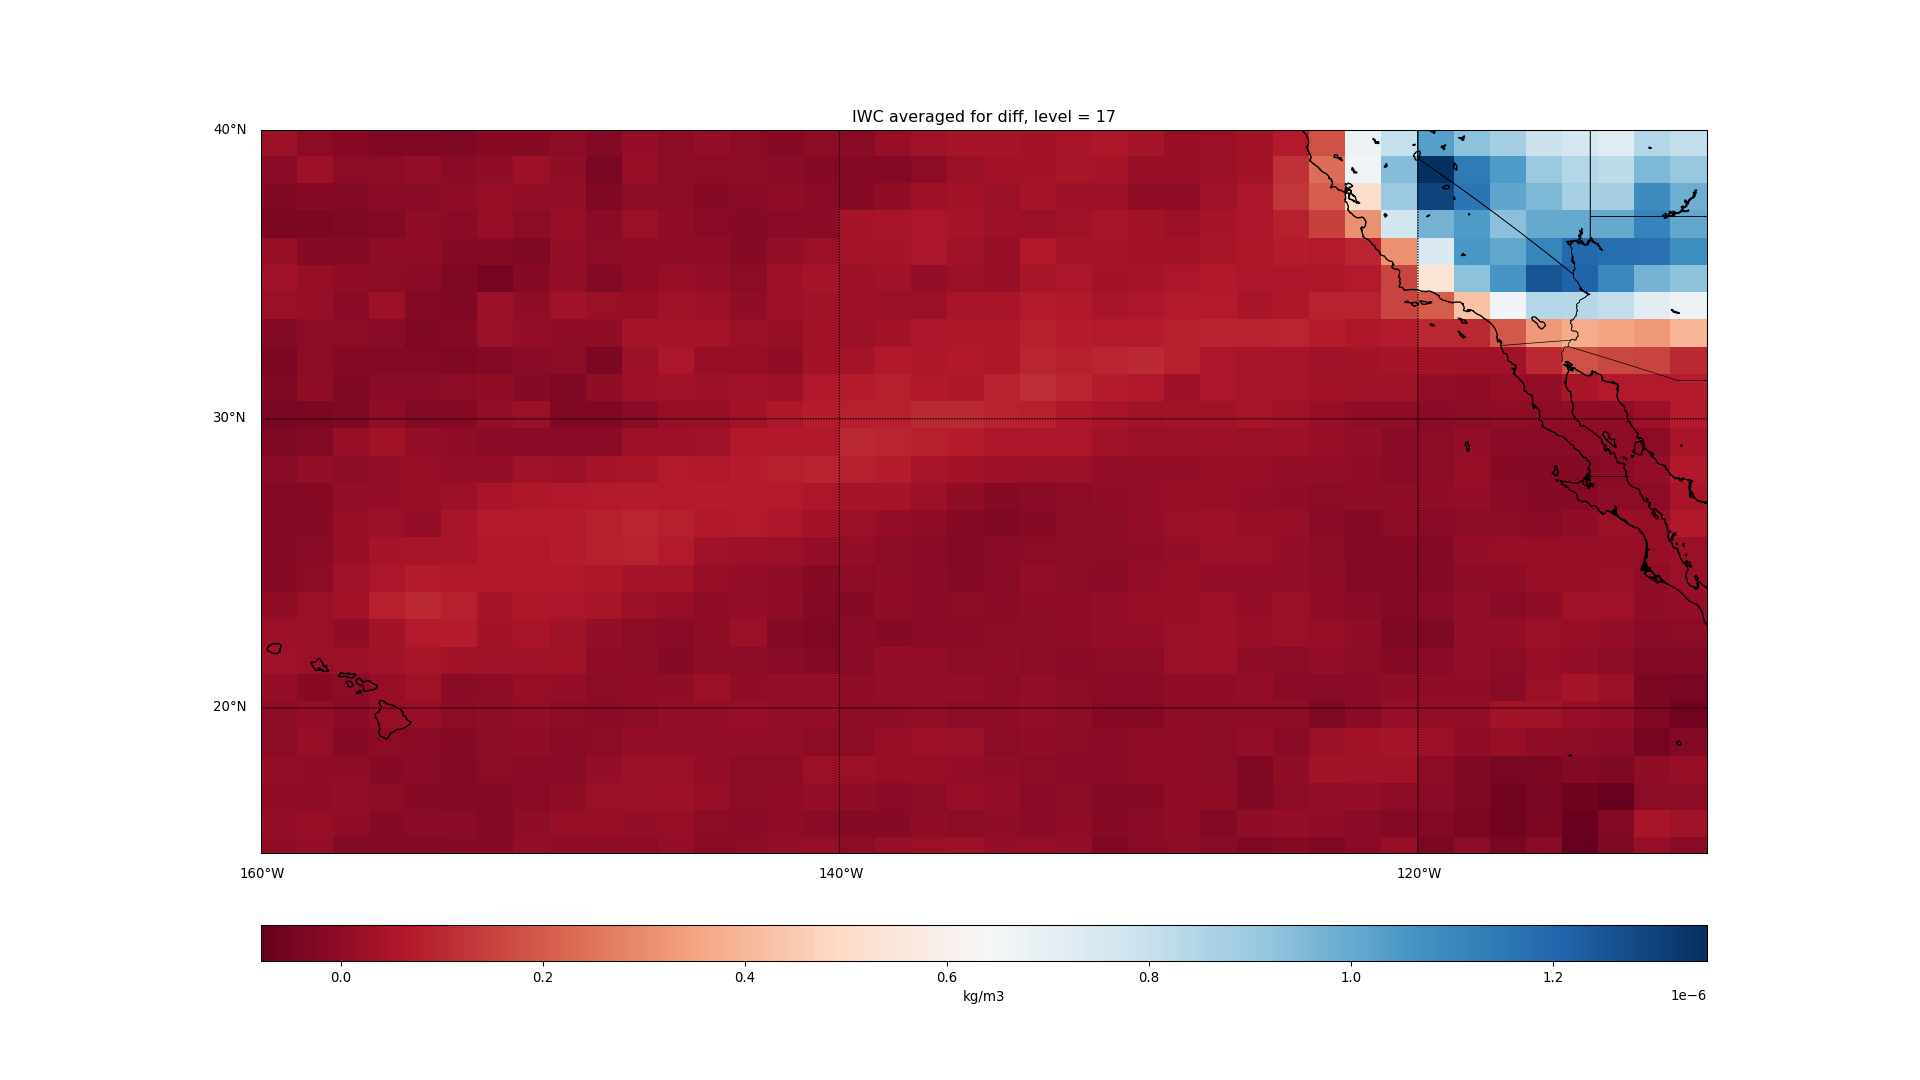 IWC averaged for diff, level = 17
40°N
30°N
20°N
160°W 140°W 120°W
0.0 0.2 0.4 0.6 0.8 1.0 1.2
kg/m3
1e−6